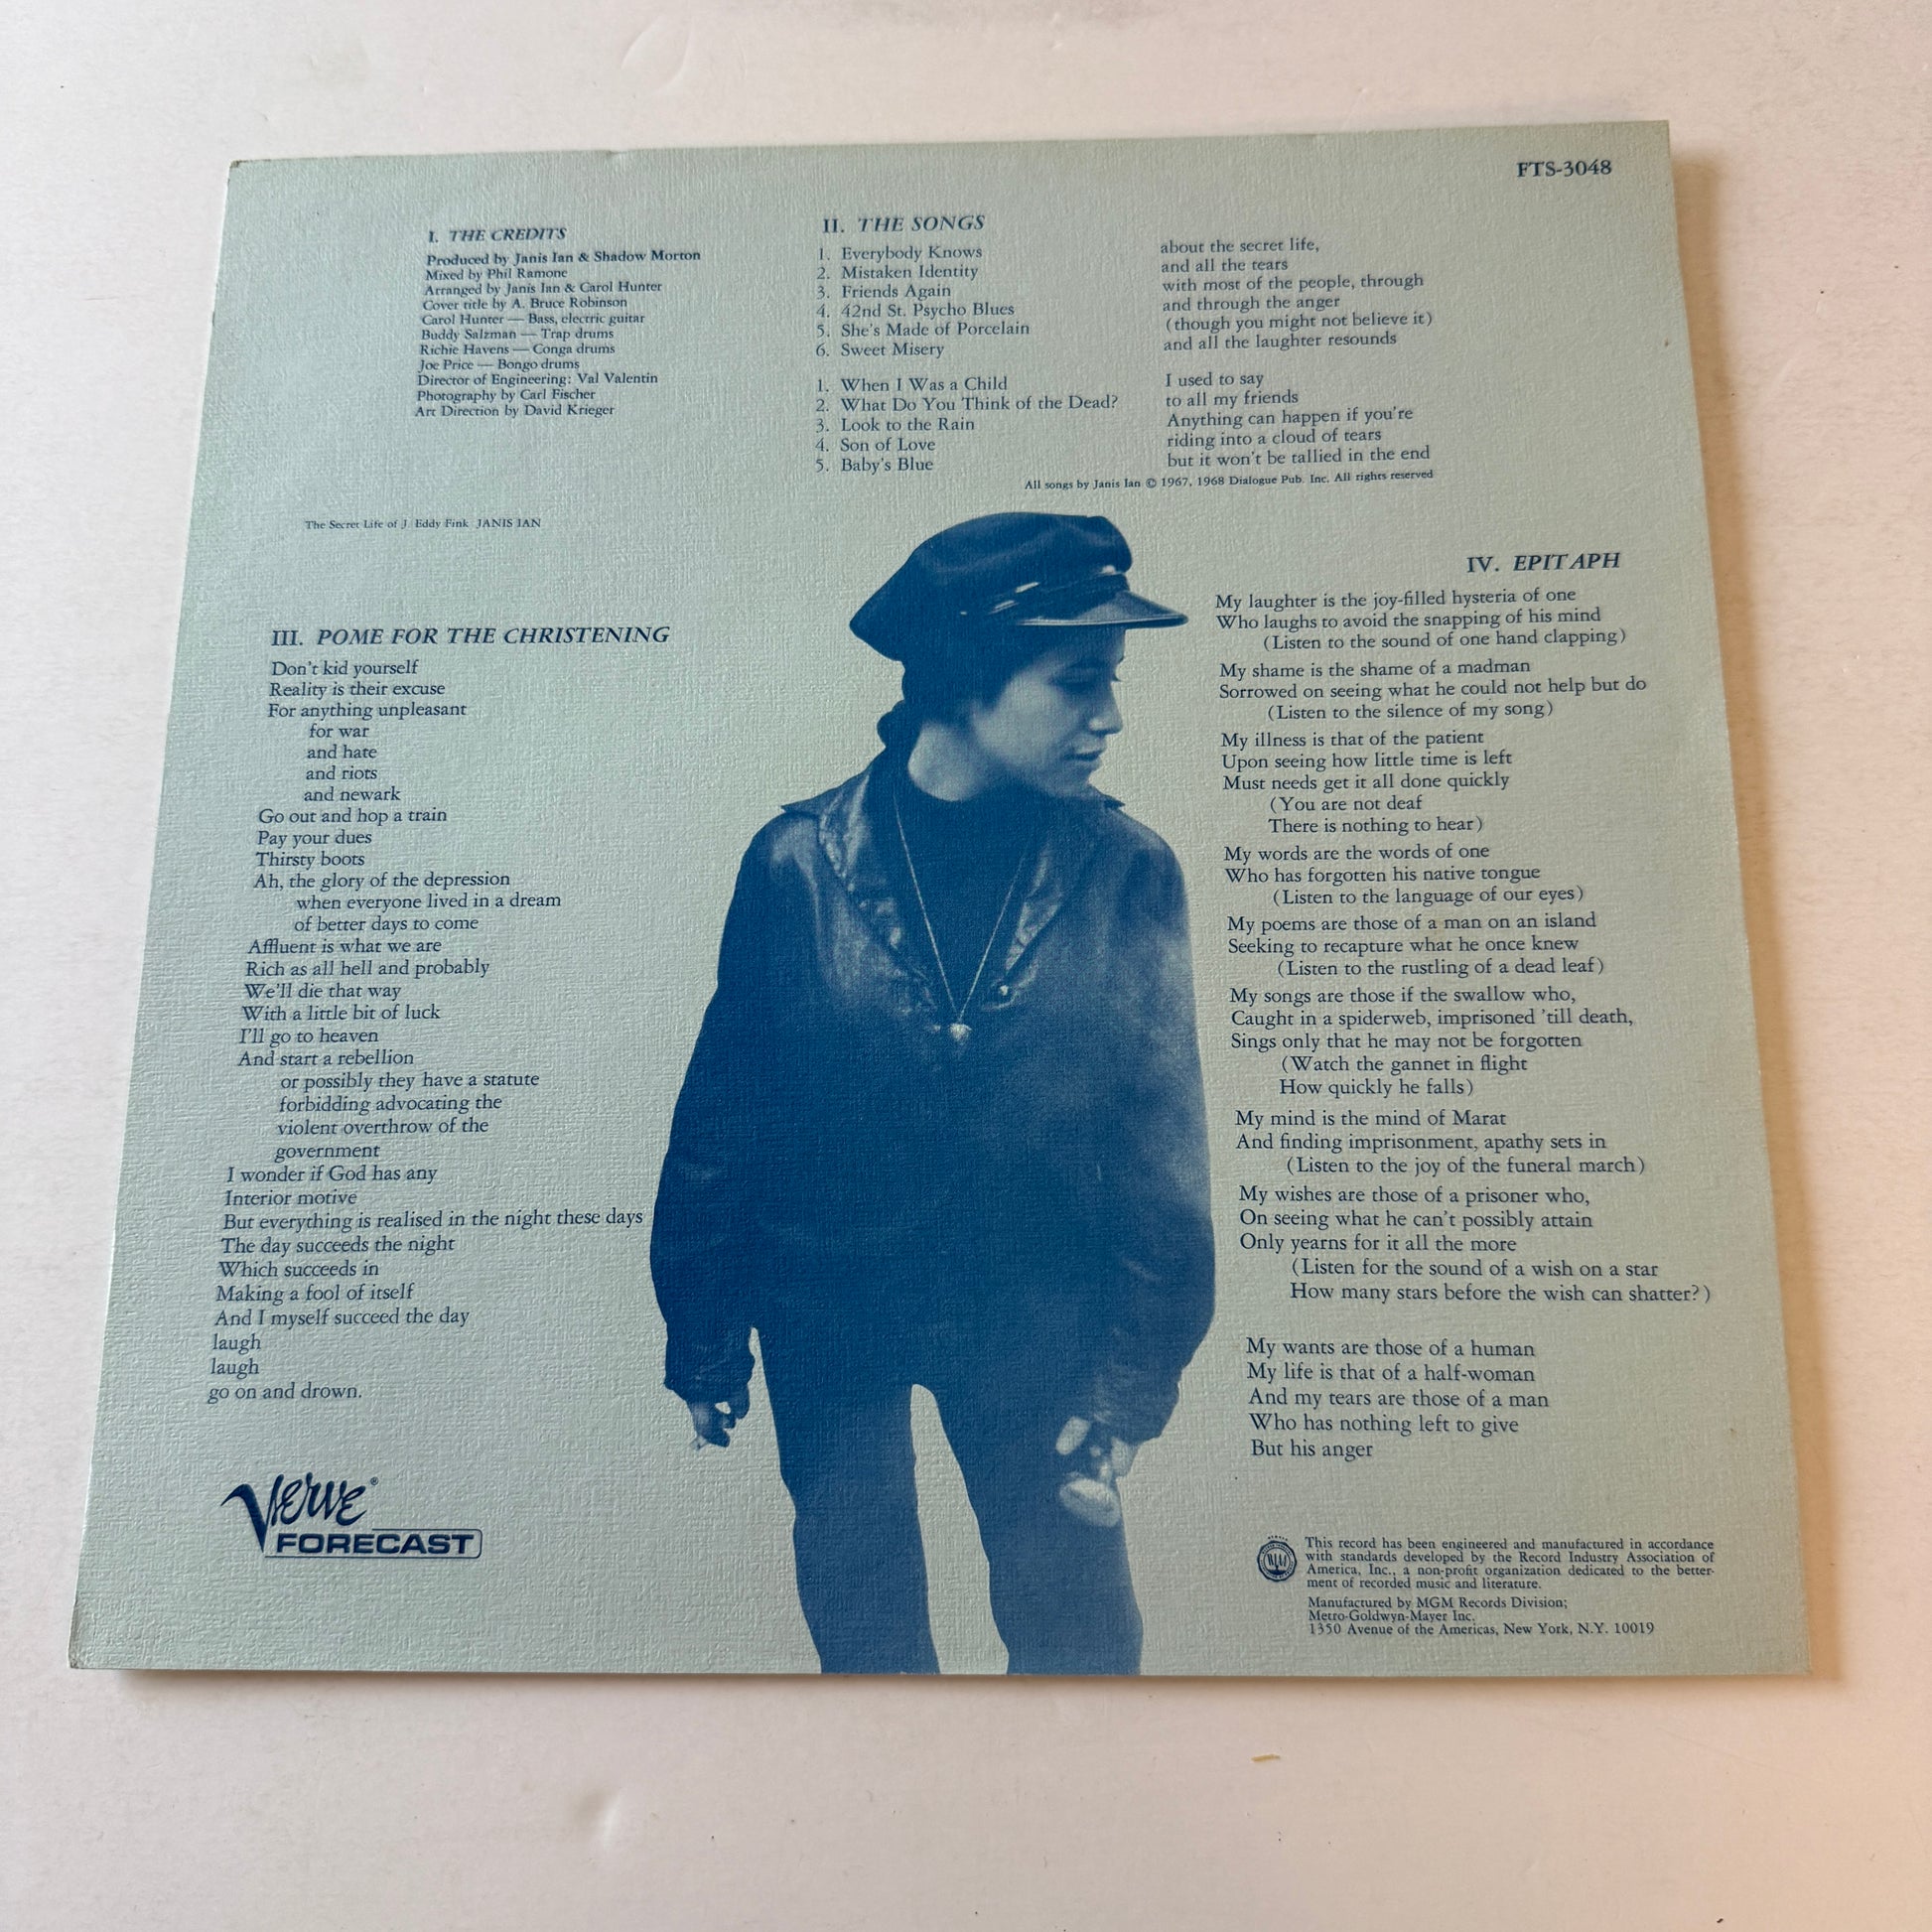 FTS-3048
I. THE CREDITS
Produced by Janis Ian & Shadow Morton
Mixed by Phil Ramone
Arranged by Janis Ian & Carol Hunter
Cover title by A. Bruce Robinson
Carol Hunter — Bass, electric guitar
Buddy Salzman — Trap drums
Richie Havens — Conga drums
Joe Price — Bongo drums
Director of Engineering: Val Valentin
Photography by Carl Fischer
Art Direction by David Krieger
II. THE SONGS
1. Everybody Knows
2. Mistaken Identity
3. Friends Again
4. 42nd St. Psycho Blues
5. She's Made of Porcelain
6. Sweet Misery
1. When I Was a Child
2. What Do You Think of the Dead?
3. Look to the Rain
4. Son of Love
5. Baby's Blue
about the secret life,
and all the tears
with most of the people, through
and through the anger
(though you might not believe it)
and all the laughter resounds
I used to say
to all my friends
Anything can happen if you're
riding into a cloud of tears
but it won't be tallied in the end
All songs by Janis Ian © 1967, 1968 Dialogue Pub. Inc. All rights reserved
The Secret Life of J. Eddy Fink JANIS IAN
III. POME FOR THE CHRISTENING
Don't kid yourself
Reality is their excuse
For anything unpleasant
for war
and hate
and riots
and newark
Go out and hop a train
Pay your dues
Thirsty boots
Ah, the glory of the depression
when everyone lived in a dream
of better days to come
Affluent is what we are
Rich as all hell and probably
We'll die that way
With a little bit of luck
I'll go to heaven
And start a rebellion
or possibly they have a statute
forbidding advocating the
violent overthrow of the
government
I wonder if God has any
Interior motive
But everything is realised in the night these days
The day succeeds the night
Which succeeds in
Making a fool of itself
And I myself succeed the day
laugh
laugh
go on and drown.
IV. EPITAPH
My laughter is the joy-filled hysteria of one
Who laughs to avoid the snapping of his mind
(Listen to the sound of one hand clapping)
My shame is the shame of a madman
Sorrowed on seeing what he could not help but do
(Listen to the silence of my song)
My illness is that of the patient
Upon seeing how little time is left
Must needs get it all done quickly
(You are not deaf
There is nothing to hear)
My words are the words of one
Who has forgotten his native tongue
(Listen to the language of our eyes)
My poems are those of a man on an island
Seeking to recapture what he once knew
(Listen to the rustling of a dead leaf)
My songs are those if the swallow who,
Caught in a spiderweb, imprisoned 'till death,
Sings only that he may not be forgotten
(Watch the gannet in flight
How quickly he falls)
My mind is the mind of Marat
And finding imprisonment, apathy sets in
(Listen to the joy of the funeral march)
My wishes are those of a prisoner who,
On seeing what he can't possibly attain
Only yearns for it all the more
(Listen for the sound of a wish on a star
How many stars before the wish can shatter?)
My wants are those of a human
My life is that of a half-woman
And my tears are those of a man
Who has nothing left to give
But his anger
Verve®
FORECAST
This record has been engineered and manufactured in accordance
with standards developed by the Record Industry Association of
America, Inc., a non-profit organization dedicated to the better-
ment of recorded music and literature.
Manufactured by MGM Records Division;
Metro-Goldwyn-Mayer Inc.
1350 Avenue of the Americas, New York, N.Y. 10019